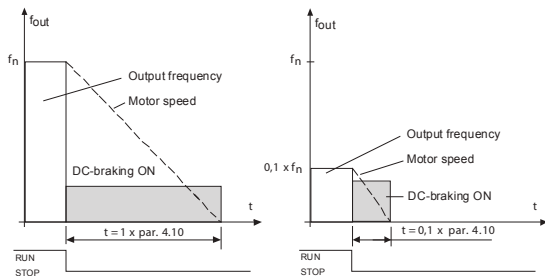 fout
fn
Output frequency
Motor speed
DC-braking ON
t
t = 1 x par. 4.10
RUN
STOP
fout
fn
Output frequency
Motor speed
0,1 x fn
DC-braking ON
t
t = 0,1 x par. 4.10
RUN
STOP